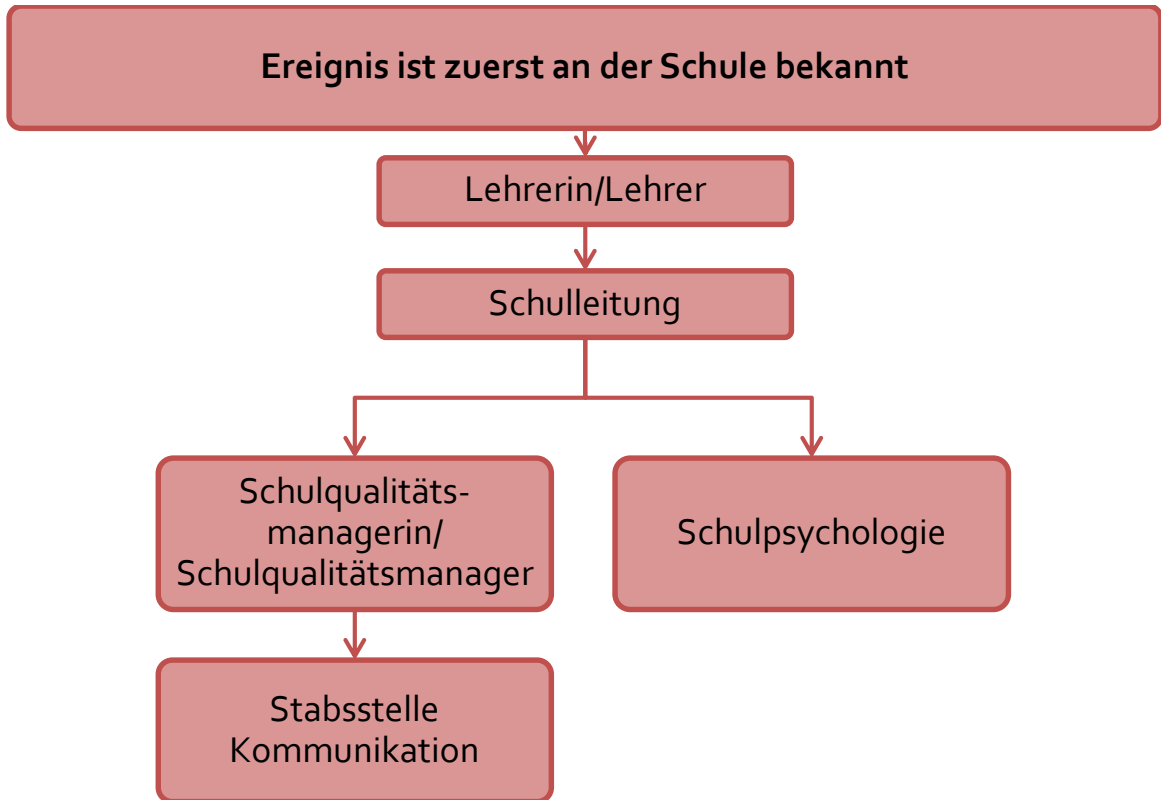 Ereignis ist zuerst an der Schule bekannt
Lehrerin/Lehrer
Schulleitung
Schulqualitäts-
managerin/
Schulqualitätsmanager
Schulpsychologie
Stabsstelle
Kommunikation